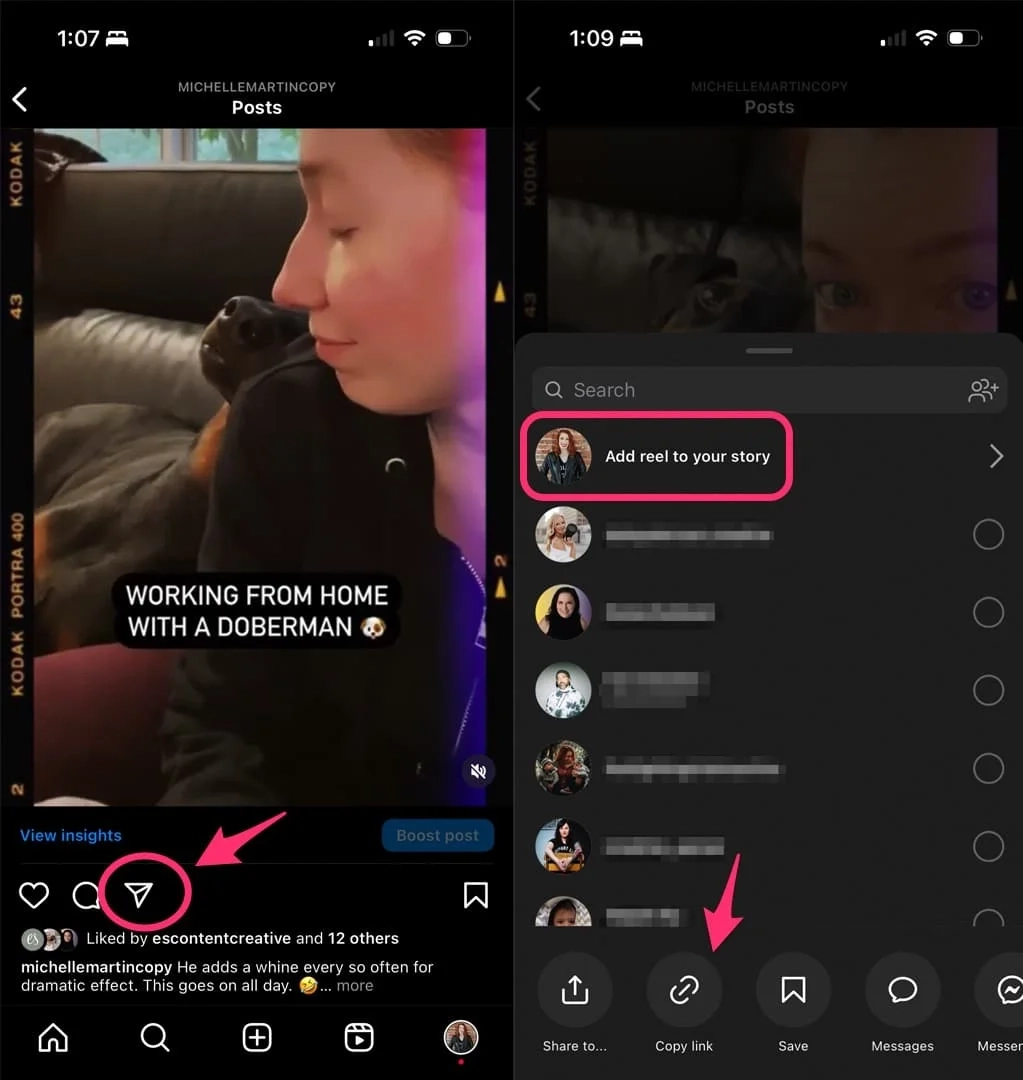 1:07
MICHELLEMARTINCOPY
Posts
KODAK
43
KODAK PORTRA 400
2
2
WORKING FROM HOME
WITH A DOBERMAN 🐶
View insights
Boost post
es
Liked by escontentcreative and 12 others
michellemartincopy He adds a whine every so often for
dramatic effect. This goes on all day. 🤣... more
1:09
MICHELLEMARTINCOPY
Posts
KODAK
43
Search
Add reel to your story
Share to...
Copy link
Save
Messages
Messen